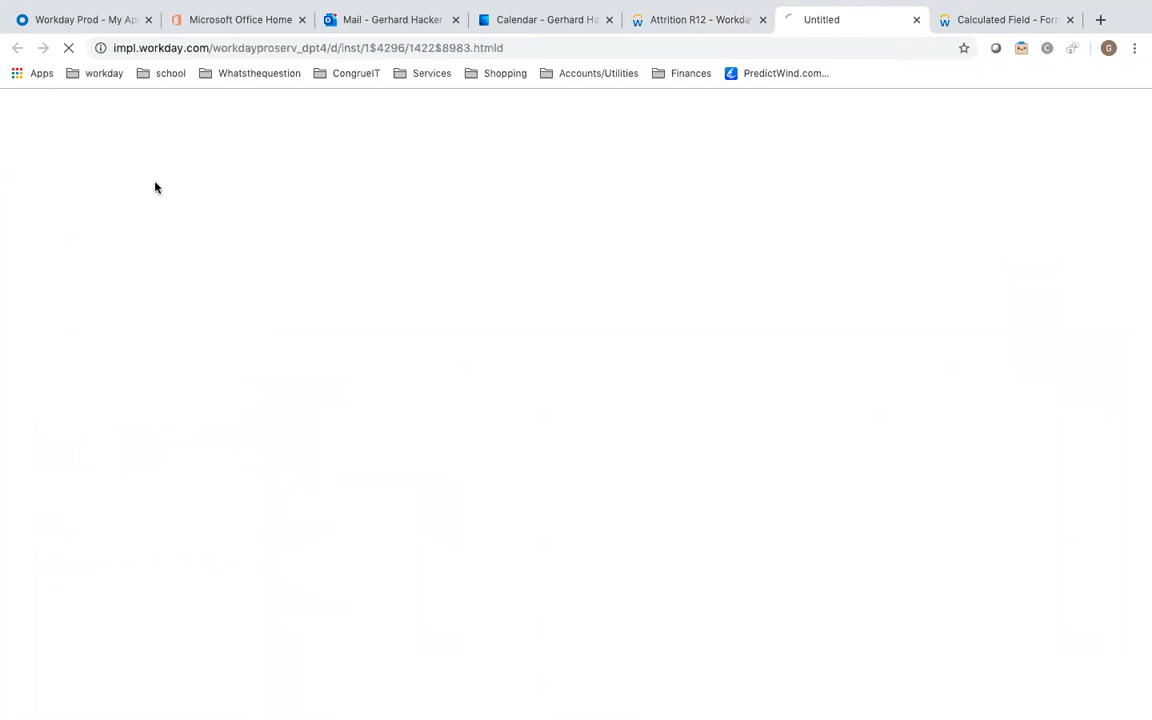 Workday Prod - My Ap
Microsoft Office Home
Mail - Gerhard Hacker
Calendar - Gerhard Ha
Attrition R12 - Workda
Untitled
Calculated Field - Form
impl.workday.com/workdayproserv_dpt4/d/inst/1$4296/1422$8983.htmld
G
Apps
workday
school
Whatsthequestion
CongrueIT
Services
Shopping
Accounts/Utilities
Finances
PredictWind.com...